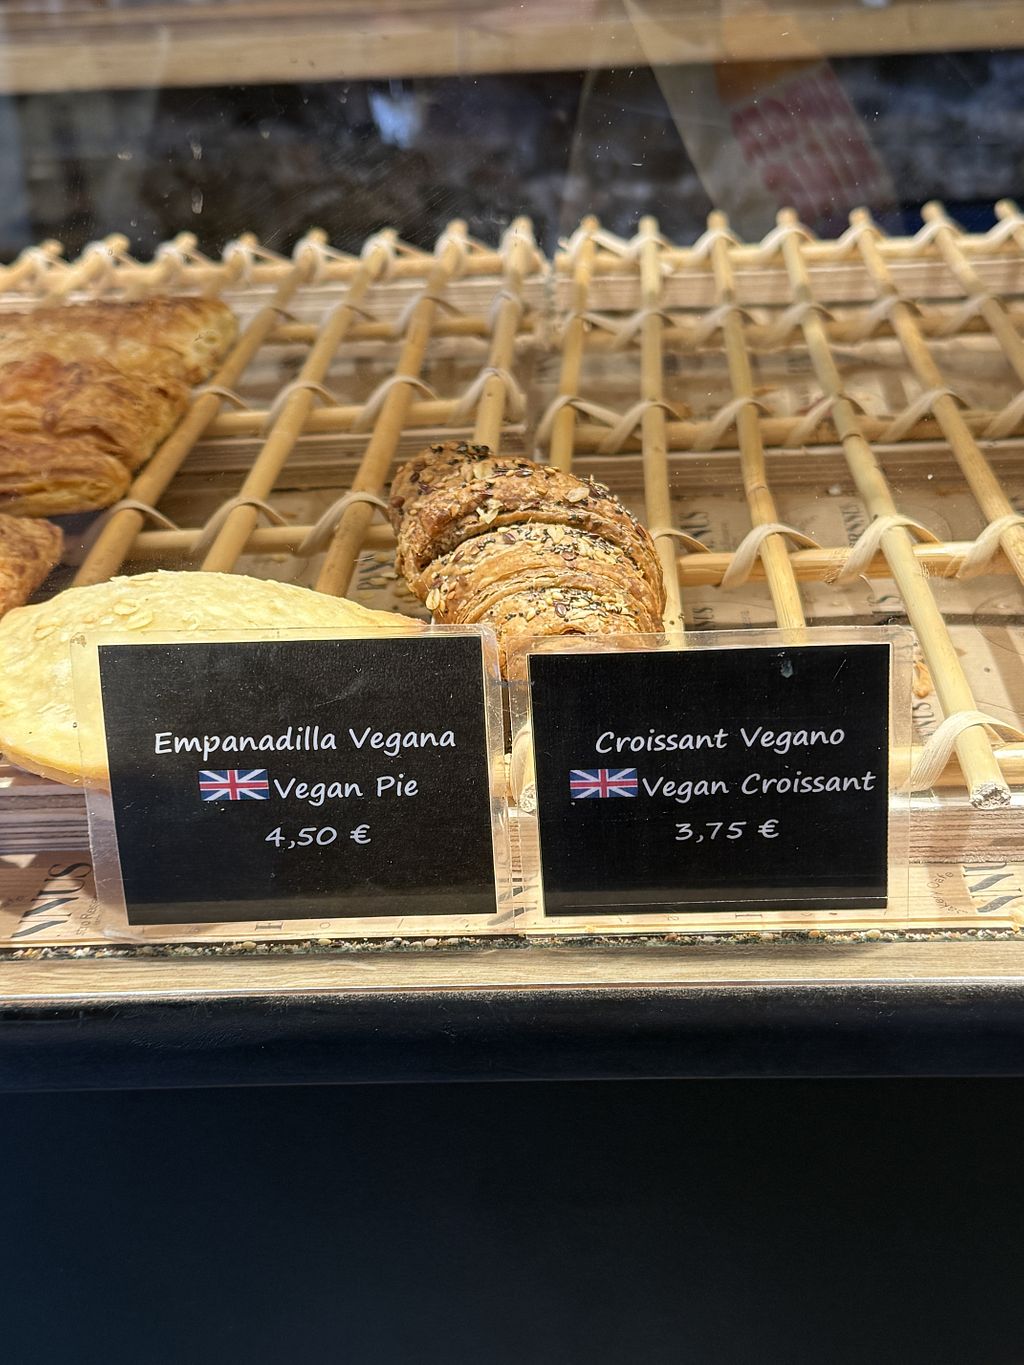 Empanadilla Vegana
Vegan Pie
4,50 €
Croissant Vegano
Vegan Croissant
3,75 €